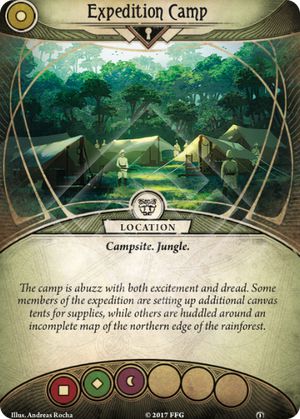 Expedition Camp
LOCATION
Campsite. Jungle.
The camp is abuzz with both excitement and dread. Some
members of the expedition are setting up additional canvas
tents for supplies, while others are huddled around an
incomplete map of the northern edge of the rainforest.
Illus. Andreas Rocha
© 2017 FFG